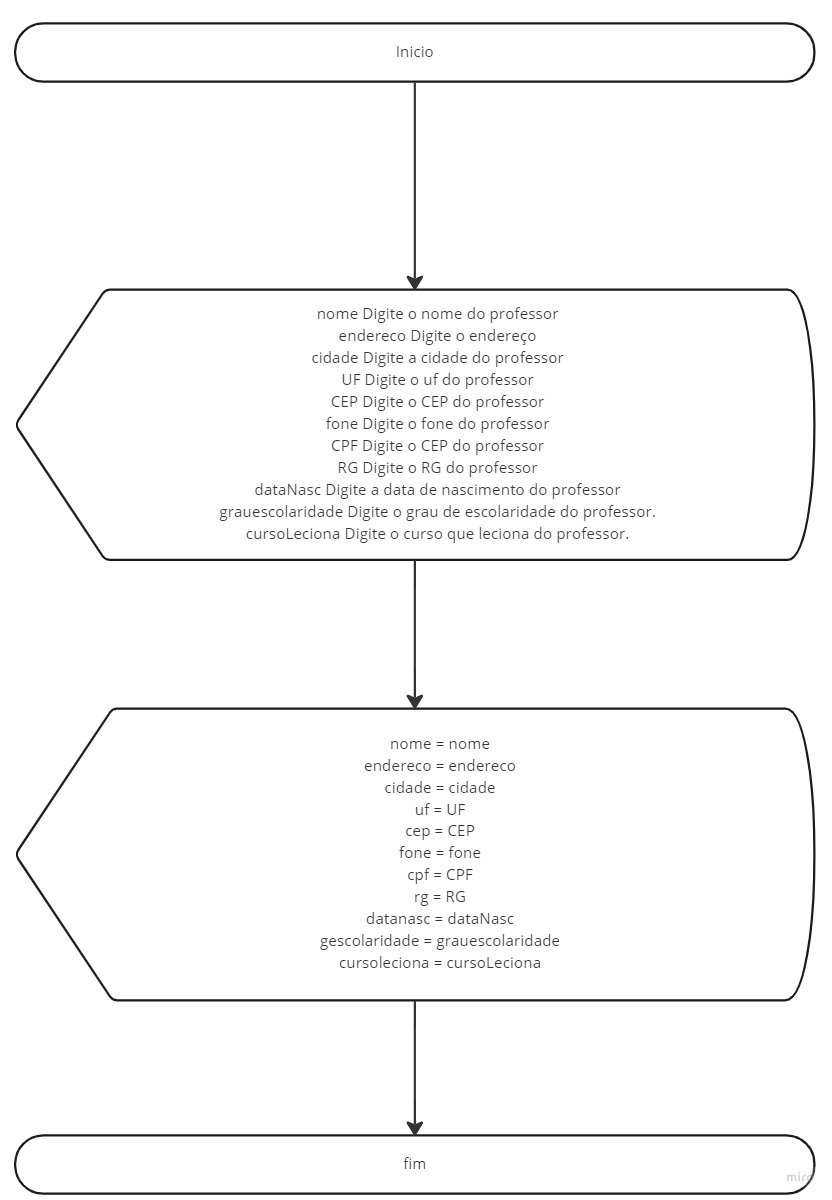 Inicio
nome Digite o nome do professor
endereco Digite o endereço
cidade Digite a cidade do professor
UF Digite o uf do professor
CEP Digite o CEP do professor
fone Digite o fone do professor
CPF Digite o CEP do professor
RG Digite o RG do professor
dataNasc Digite a data de nascimento do professor
grauescolaridade Digite o grau de escolaridade do professor.
cursoLeciona Digite o curso que leciona do professor.
nome = nome
endereco = endereco
cidade = cidade
uf = UF
cep = CEP
fone = fone
cpf = CPF
rg = RG
datanasc = dataNasc
gescolaridade = grauescolaridade
cursoleciona = cursoLeciona
fim
miro